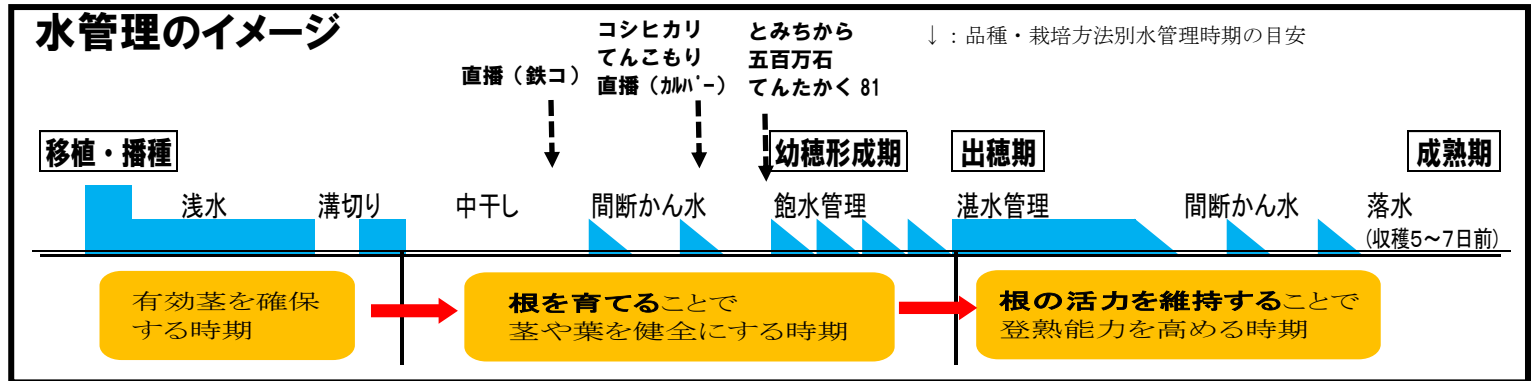 水管理のイメージ
コシヒカリ
てんこもり
直播（ｶﾙﾊﾟｰ）
とみちから
五百万石
てんたかく81
↓：品種・栽培方法別水管理時期の目安
直播（鉄コ）
移植・播種
幼穂形成期
出穂期
成熟期
浅水
溝切り
中干し
間断かん水
飽水管理
湛水管理
間断かん水
落水
(収穫5～7日前)
有効茎を確保
する時期
根を育てることで
茎や葉を健全にする時期
根の活力を維持することで
登熟能力を高める時期